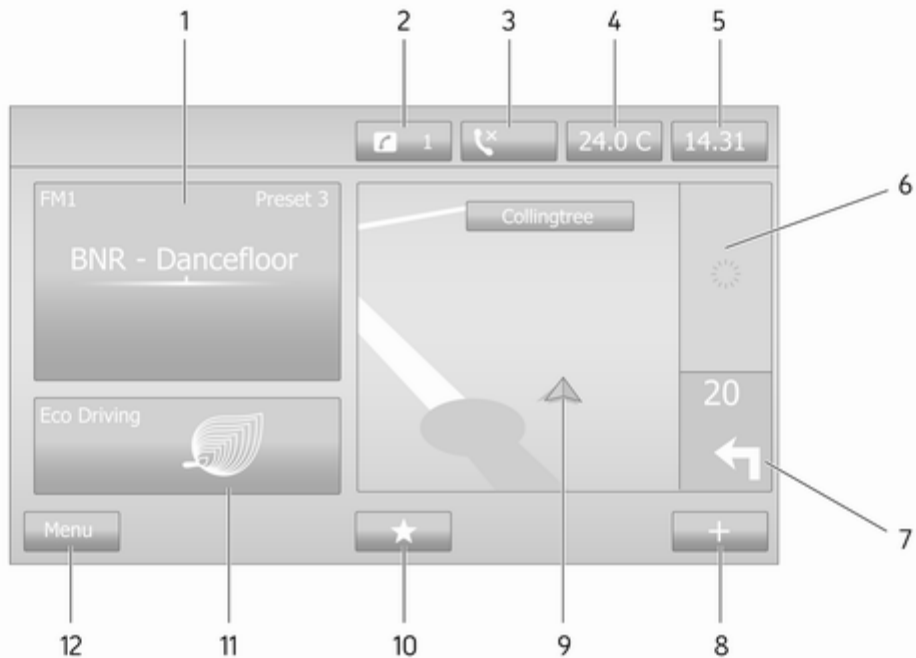 1 2 3 4 5
1 24.0 C 14.31
FM1 Preset 3
BNR - Dancefloor
Collingtree
6
20
Eco Driving
7
Menu
12 11 10 9 8